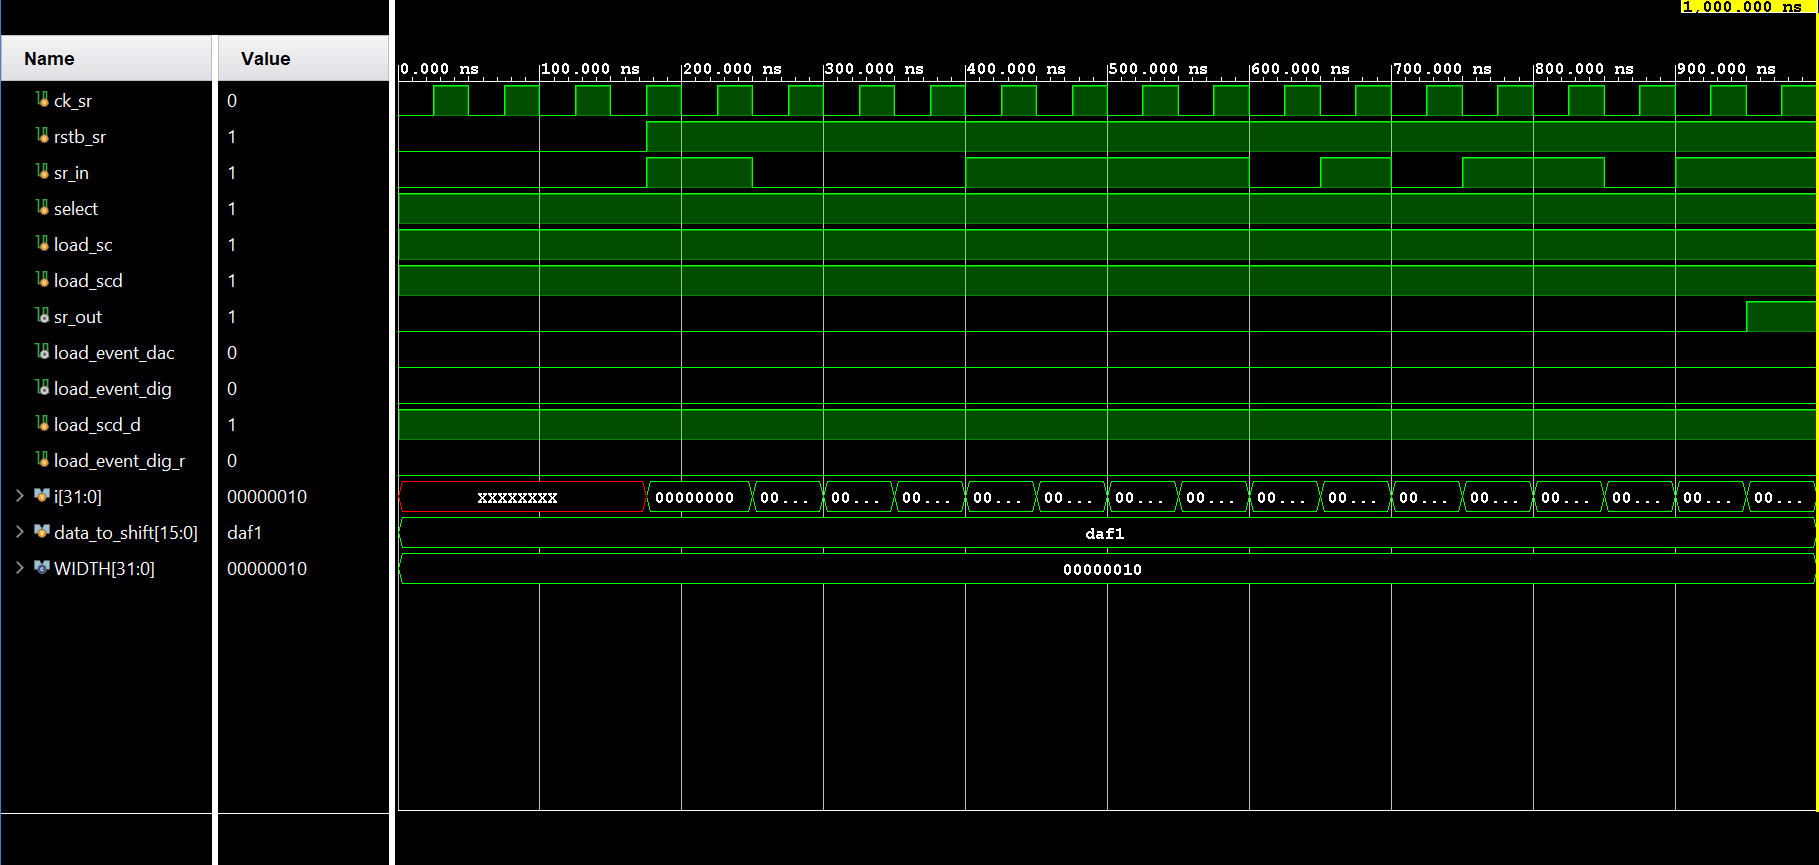 1,000.000 ns
Name Value
0.000 ns 100.000 ns 200.000 ns 300.000 ns 400.000 ns 500.000 ns 600.000 ns 700.000 ns 800.000 ns 900.000 ns
ck_sr 0
rstb_sr 1
sr_in 1
select 1
load_sc 1
load_scd 1
sr_out 1
load_event_dac 0
load_event_dig 0
load_scd_d 1
load_event_dig_r 0
i[31:0] 00000010 XXXXXXXX 00000000 00... 00... 00... 00... 00... 00... 00... 00... 00... 00... 00... 00... 00... 00... 00...
data_to_shift[15:0] daf1 daf1
WIDTH[31:0] 00000010 00000010